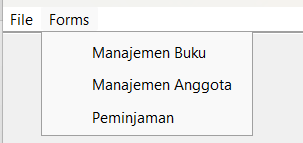 File Forms
Manajemen Buku
Manajemen Anggota
Peminjaman